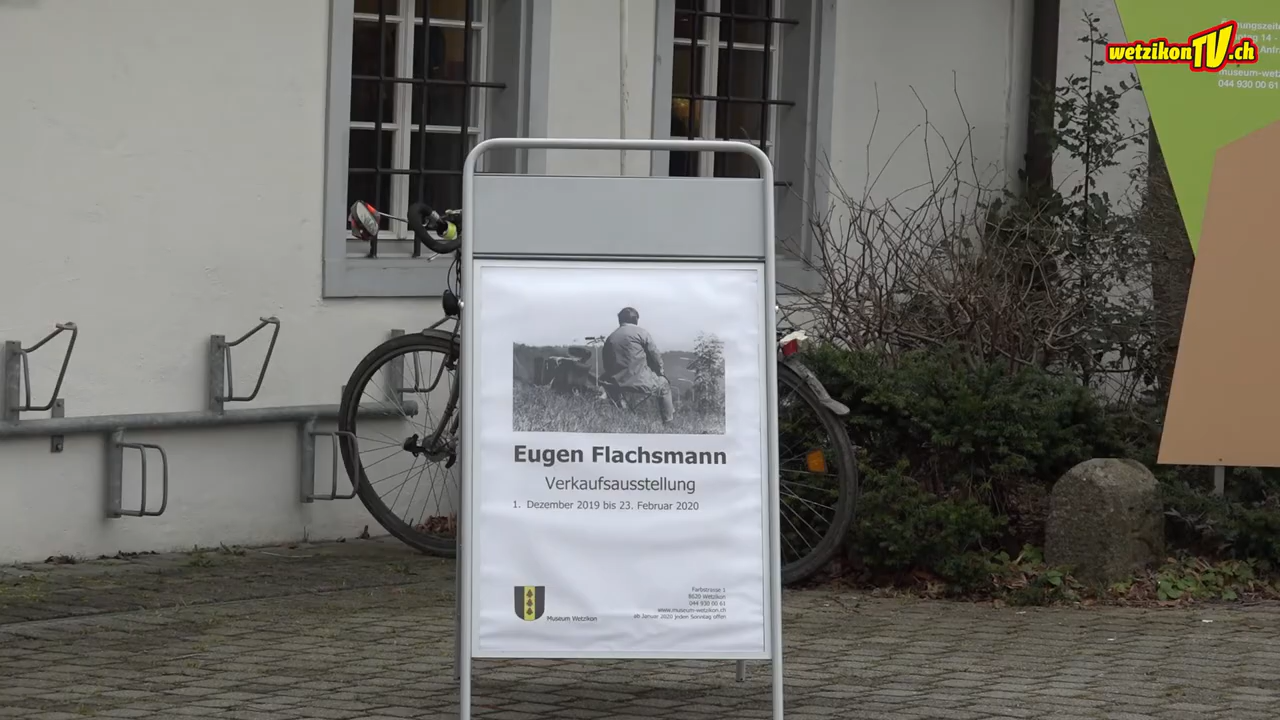 wetzikonTV.ch
museum-wetz
044 930 00 61
Eugen Flachsmann
Verkaufsausstellung
1. Dezember 2019 bis 23. Februar 2020
Museum Wetzikon
Farbstrasse 1
8620 Wetzikon
044 930 00 61
www.museum-wetzikon.ch
ab Januar 2020 jeden Sonntag offen